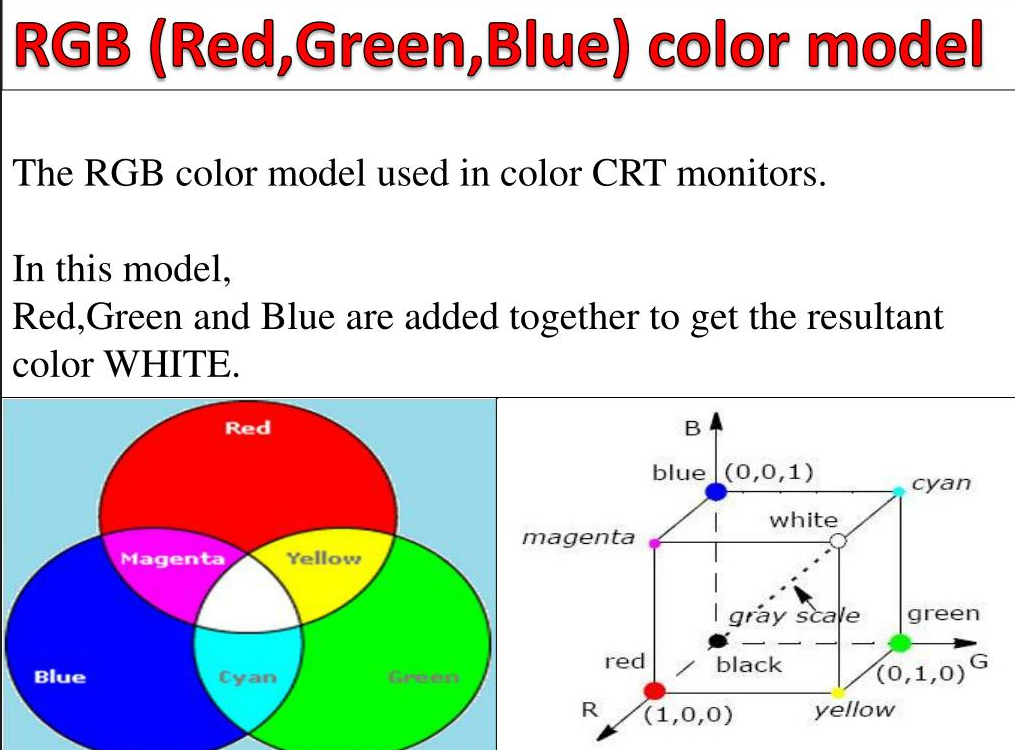 RGB (Red,Green,Blue) color model
The RGB color model used in color CRT monitors.
In this model,
Red,Green and Blue are added together to get the resultant
color WHITE.
Red
Magenta
Yellow
Blue
Cyan
Green
B
blue (0,0,1)
cyan
white
magenta
gray scale
green
red
black
(0,1,0) G
R
(1,0,0)
yellow